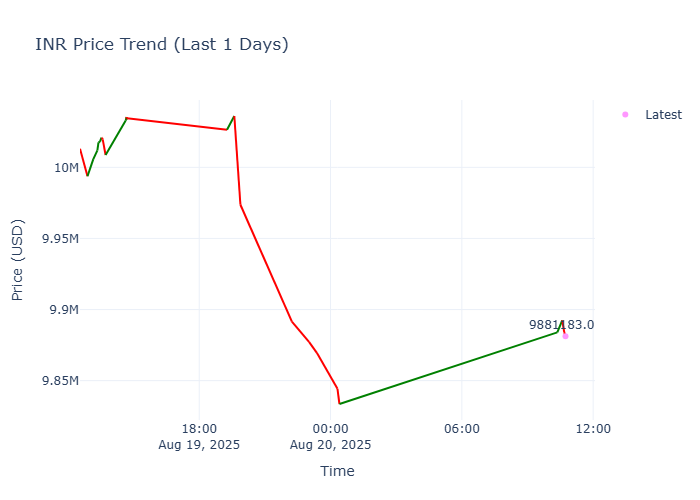 INR Price Trend (Last 1 Days)
Latest
10M
9.95M
9.9M
9.85M
Price (USD)
9881183.0
18:00
Aug 19, 2025
00:00
Aug 20, 2025
06:00
12:00
Time